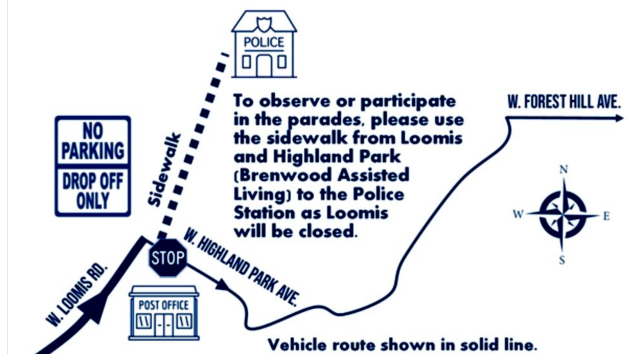 POLICE
To observe or participate
in the parades, please use
the sidewalk from Loomis
and Highland Park
(Brenwood Assisted
Living) to the Police
Station as Loomis
will be closed.
W. FOREST HILL AVE.
NO
PARKING
DROP OFF
ONLY
Sidewalk
N
W
E
S
STOP
W. HIGHLAND PARK AVE.
W. LOOMIS RD.
POST OFFICE
Vehicle route shown in solid line.